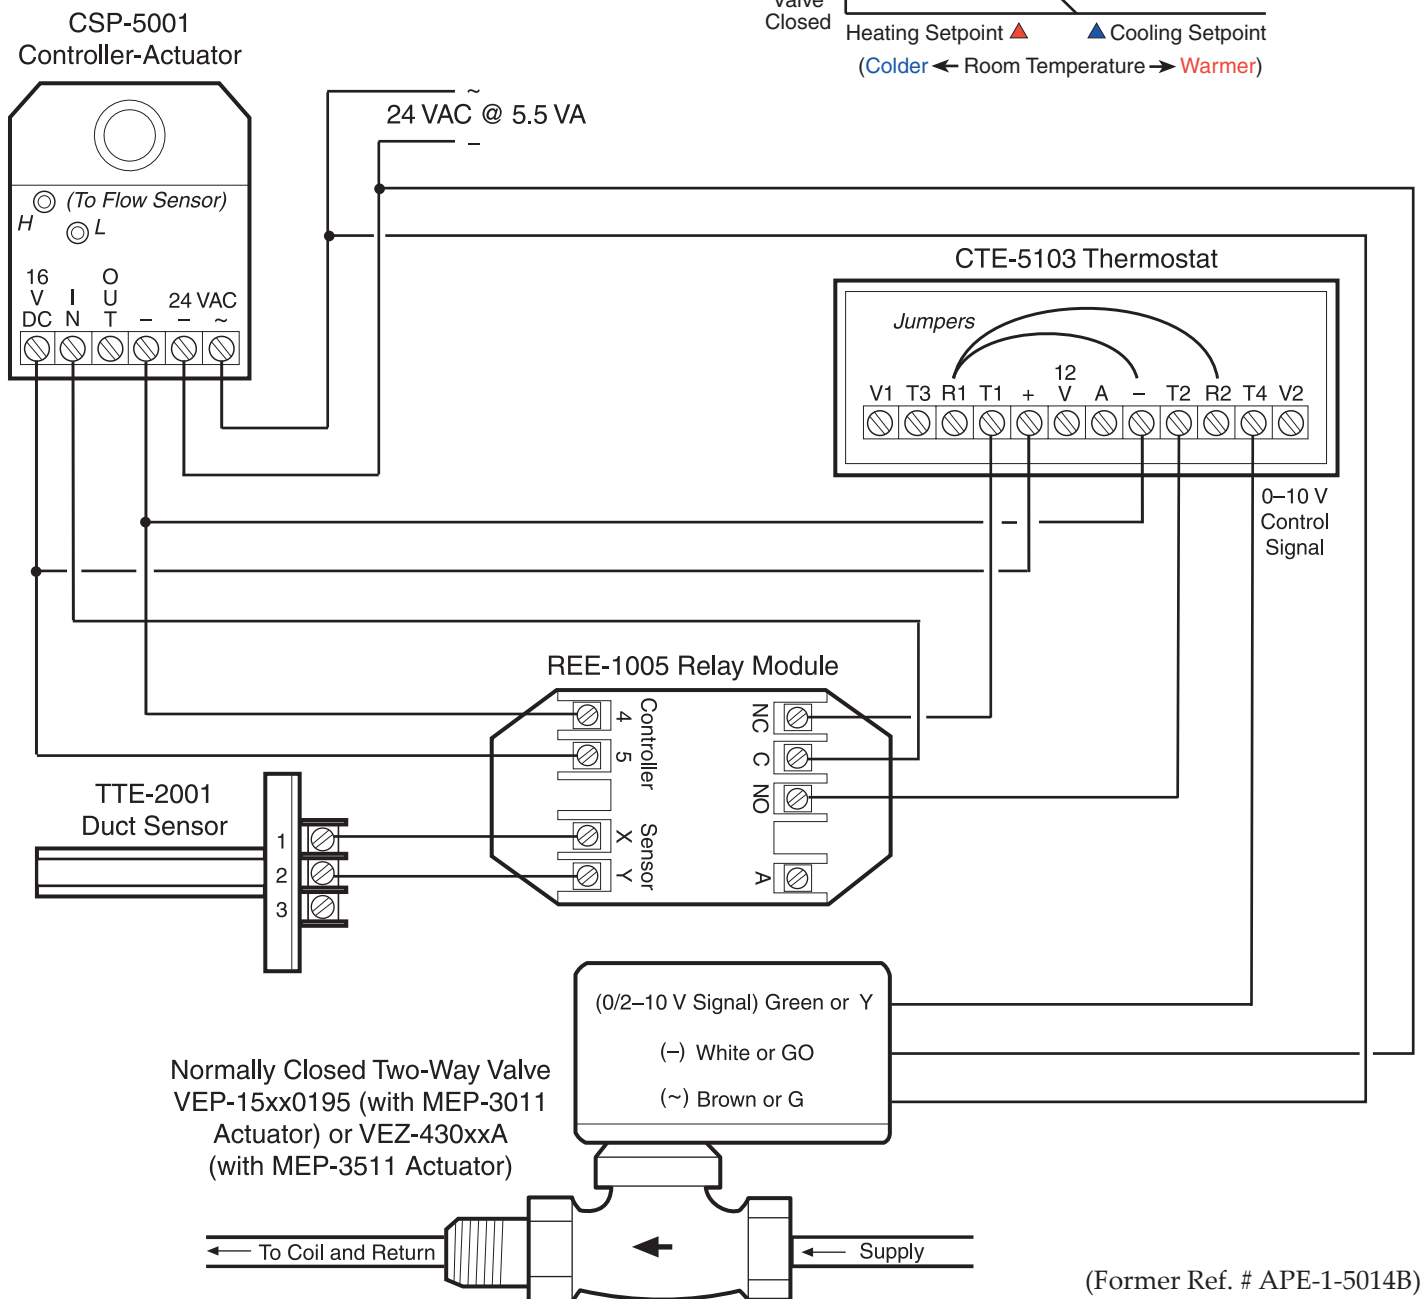 Valve
Closed
Heating Setpoint
Cooling Setpoint
(Colder ← Room Temperature → Warmer)
CSP-5001
Controller-Actuator
~
24 VAC @ 5.5 VA
–
(To Flow Sensor)
H
L
16 V DC
IN
OUT
–
–
24 VAC
~
CTE-5103 Thermostat
Jumpers
V1 T3 R1 T1 + 12 V A – T2 R2 T4 V2
0–10 V
Control
Signal
REE-1005 Relay Module
4
5
Controller
X
Y
Sensor
NC
C
NO
A
TTE-2001
Duct Sensor
1
2
3
(0/2–10 V Signal) Green or Y
(–) White or GO
(~) Brown or G
Normally Closed Two-Way Valve
VEP-15xx0195 (with MEP-3011
Actuator) or VEZ-430xxA
(with MEP-3511 Actuator)
← To Coil and Return
← Supply
(Former Ref. # APE-1-5014B)